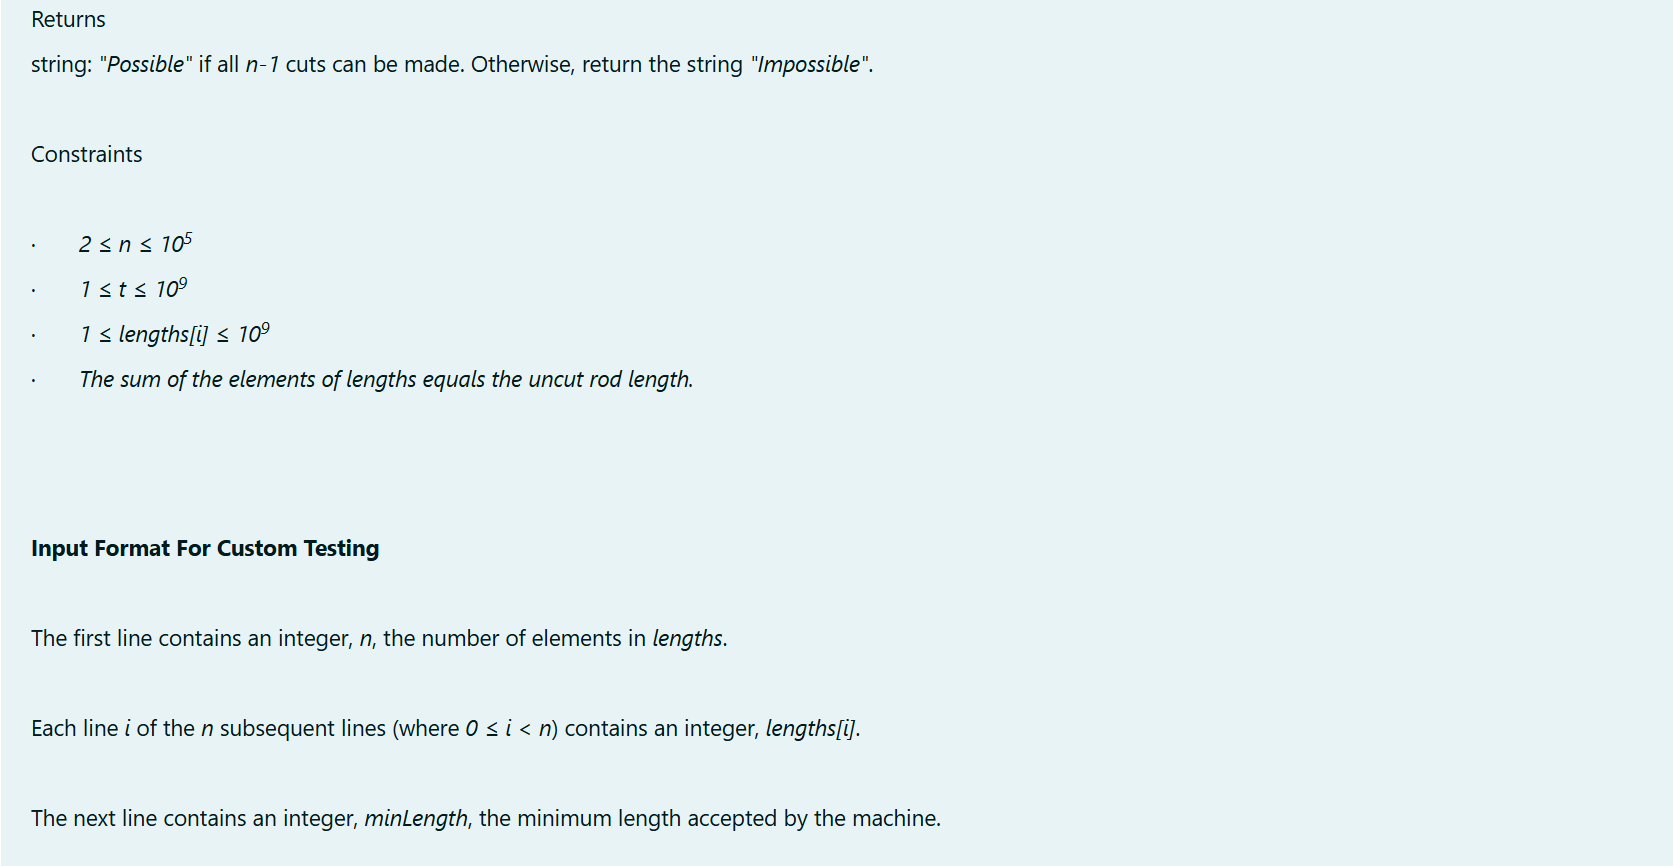 Returns
string: "Possible" if all n-1 cuts can be made. Otherwise, return the string "Impossible".
Constraints
· 2 ≤ n ≤ 10⁵
· 1 ≤ t ≤ 10⁹
· 1 ≤ lengths[i] ≤ 10⁹
· The sum of the elements of lengths equals the uncut rod length.
Input Format For Custom Testing
The first line contains an integer, n, the number of elements in lengths.
Each line i of the n subsequent lines (where 0 ≤ i < n) contains an integer, lengths[i].
The next line contains an integer, minLength, the minimum length accepted by the machine.